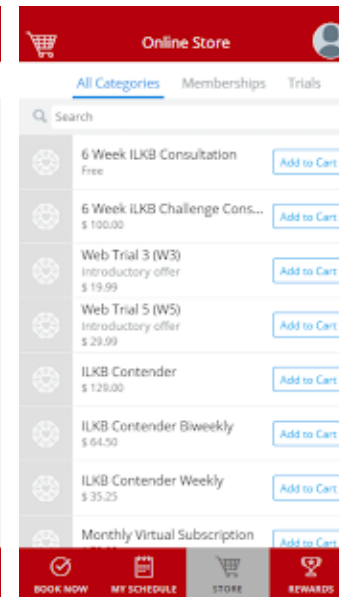 Online Store
All Categories Memberships Trials
Search
6 Week ILKB Consultation
Free
Add to Cart
6 Week iLKB Challenge Cons...
$ 100.00
Add to Cart
Web Trial 3 (W3)
Introductory offer
$ 19.99
Add to Cart
Web Trial 5 (W5)
Introductory offer
$ 29.99
Add to Cart
ILKB Contender
$ 129.00
Add to Cart
ILKB Contender Biweekly
$ 64.50
Add to Cart
ILKB Contender Weekly
$ 35.25
Add to Cart
Monthly Virtual Subscription
Add to Cart
BOOK NOW MY SCHEDULE STORE REWARDS